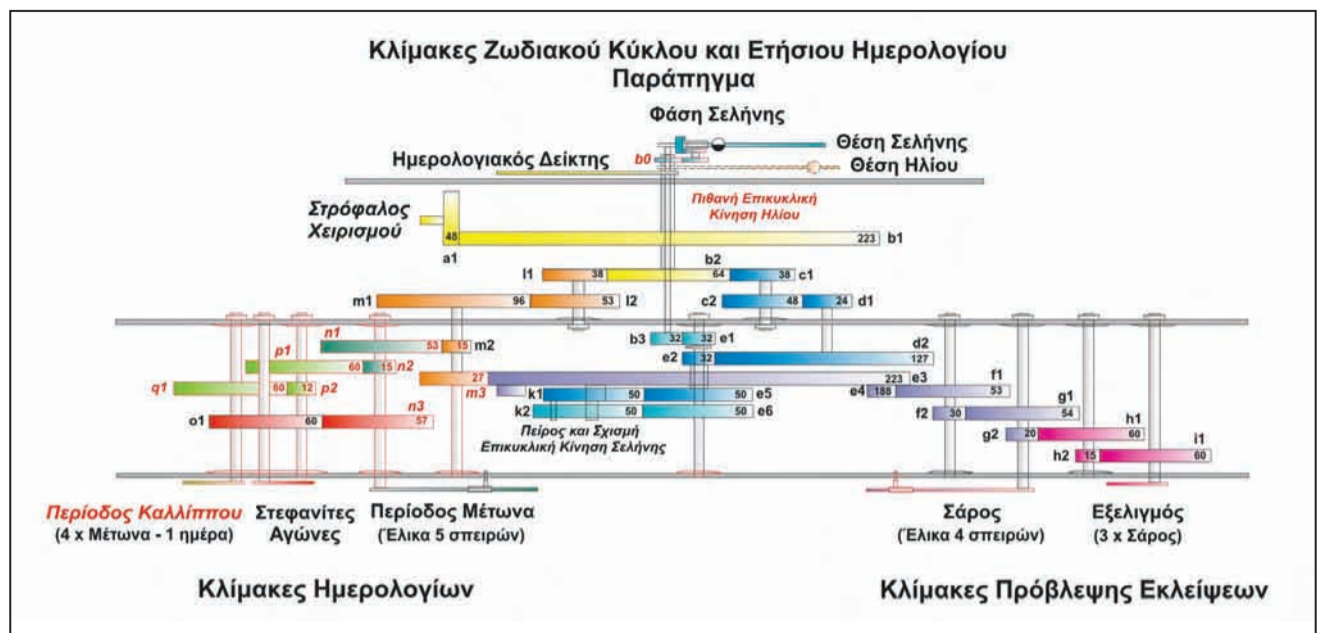 Κλίμακες Ζωδιακού Κύκλου και Ετήσιου Ημερολογίου
Παράπηγμα
Φάση Σελήνης
Θέση Σελήνης
Ημερολογιακός Δείκτης
b0
Θέση Ηλίου
Στρόφαλος
Χειρισμού
Πιθανή Επικυκλική
Κίνηση Ηλίου
48
223
b1
a1
b2
l1
38
64
38
c1
m1
96
53
l2
c2
48
24
d1
n1
53
15
m2
b3
32
32
e1
d2
p1
60
15
n2
e2
32
127
q1
60
12
p2
27
m3
223
e3
f1
k1
50
50
e5
e4
188
53
n3
k2
50
50
e6
g1
o1
60
57
f2
30
54
Πείρος και Σχισμή
Επικυκλική Κίνηση Σελήνης
h1
g2
20
60
i1
h2
15
60
Περίοδος Καλλίππου
(4 x Μέτωνα - 1 ημέρα)
Στεφανίτες
Αγώνες
Περίοδος Μέτωνα
(Έλικα 5 σπειρών)
Σάρος
(Έλικα 4 σπειρών)
Εξελιγμός
(3 x Σάρος)
Κλίμακες Ημερολογίων
Κλίμακες Πρόβλεψης Εκλείψεων